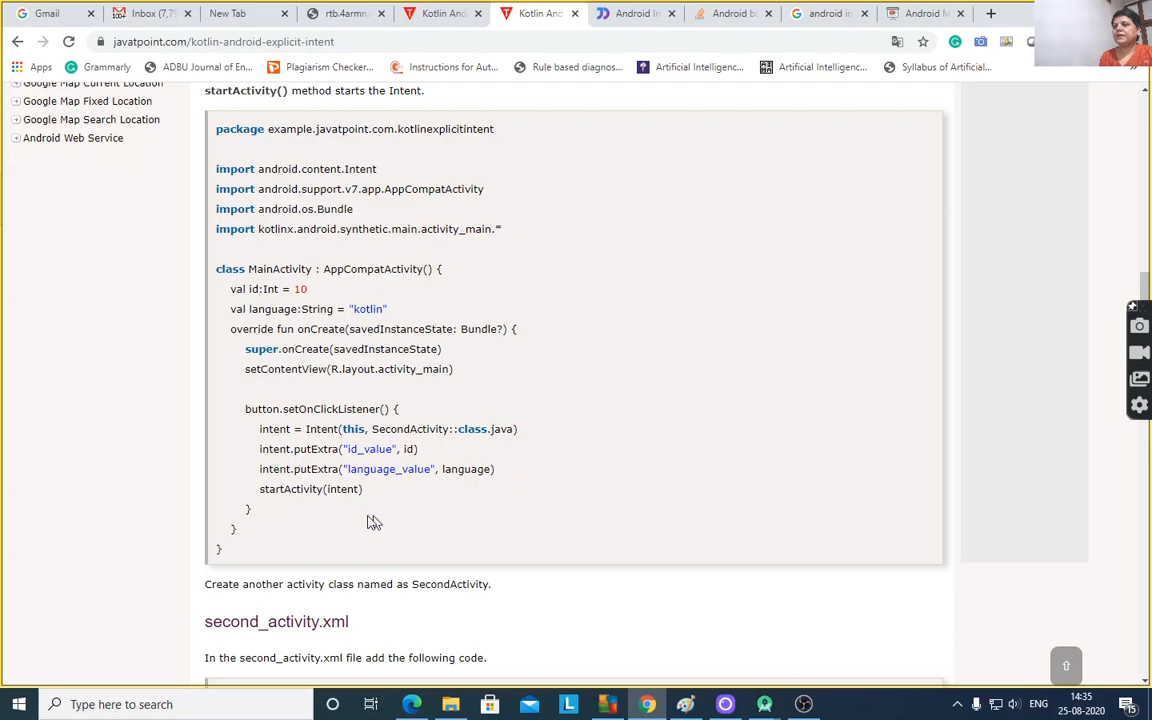 Gmail
Inbox (7,75
New Tab
rtb.4armn
Kotlin And
Kotlin And
Android In
Android b
android in
Android M
javatpoint.com/kotlin-android-explicit-intent
Apps
Grammarly
ADBU Journal of En...
Plagiarism Checker...
Instructions for Aut...
Rule based diagnos...
Artificial Intelligenc...
Artificial Intelligenc...
Syllabus of Artificial...
Google Map Current Location
Google Map Fixed Location
Google Map Search Location
Android Web Service
startActivity() method starts the Intent.
package example.javatpoint.com.kotlinexplicitintent
import android.content.Intent
import android.support.v7.app.AppCompatActivity
import android.os.Bundle
import kotlinx.android.synthetic.main.activity_main.*
class MainActivity : AppCompatActivity() {
val id:Int = 10
val language:String = "kotlin"
override fun onCreate(savedInstanceState: Bundle?) {
super.onCreate(savedInstanceState)
setContentView(R.layout.activity_main)
button.setOnClickListener() {
intent = Intent(this, SecondActivity::class.java)
intent.putExtra("id_value", id)
intent.putExtra("language_value", language)
startActivity(intent)
}
}
}
Create another activity class named as SecondActivity.
second_activity.xml
In the second_activity.xml file add the following code.
Type here to search
ENG
14:35
25-08-2020
15